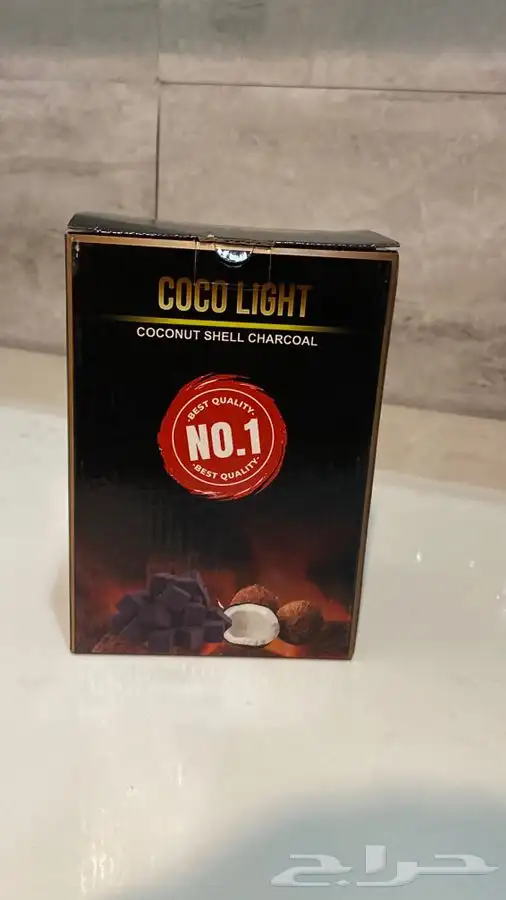 COCO LIGHT
COCONUT SHELL CHARCOAL
·BEST QUALITY·
NO.1
·BEST QUALITY·
حراج